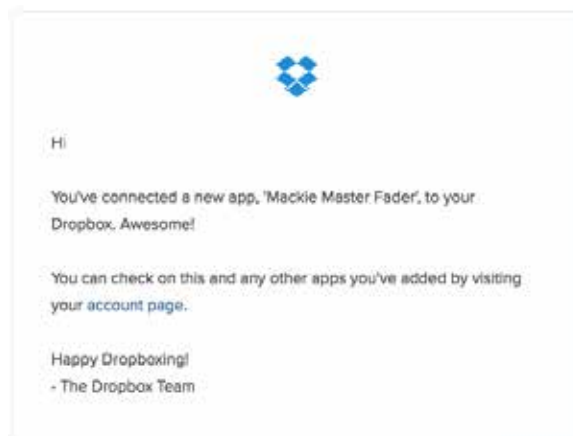 Hi
You've connected a new app, 'Mackie Master Fader', to your
Dropbox. Awesome!
You can check on this and any other apps you've added by visiting
your account page.
Happy Dropboxing!
- The Dropbox Team